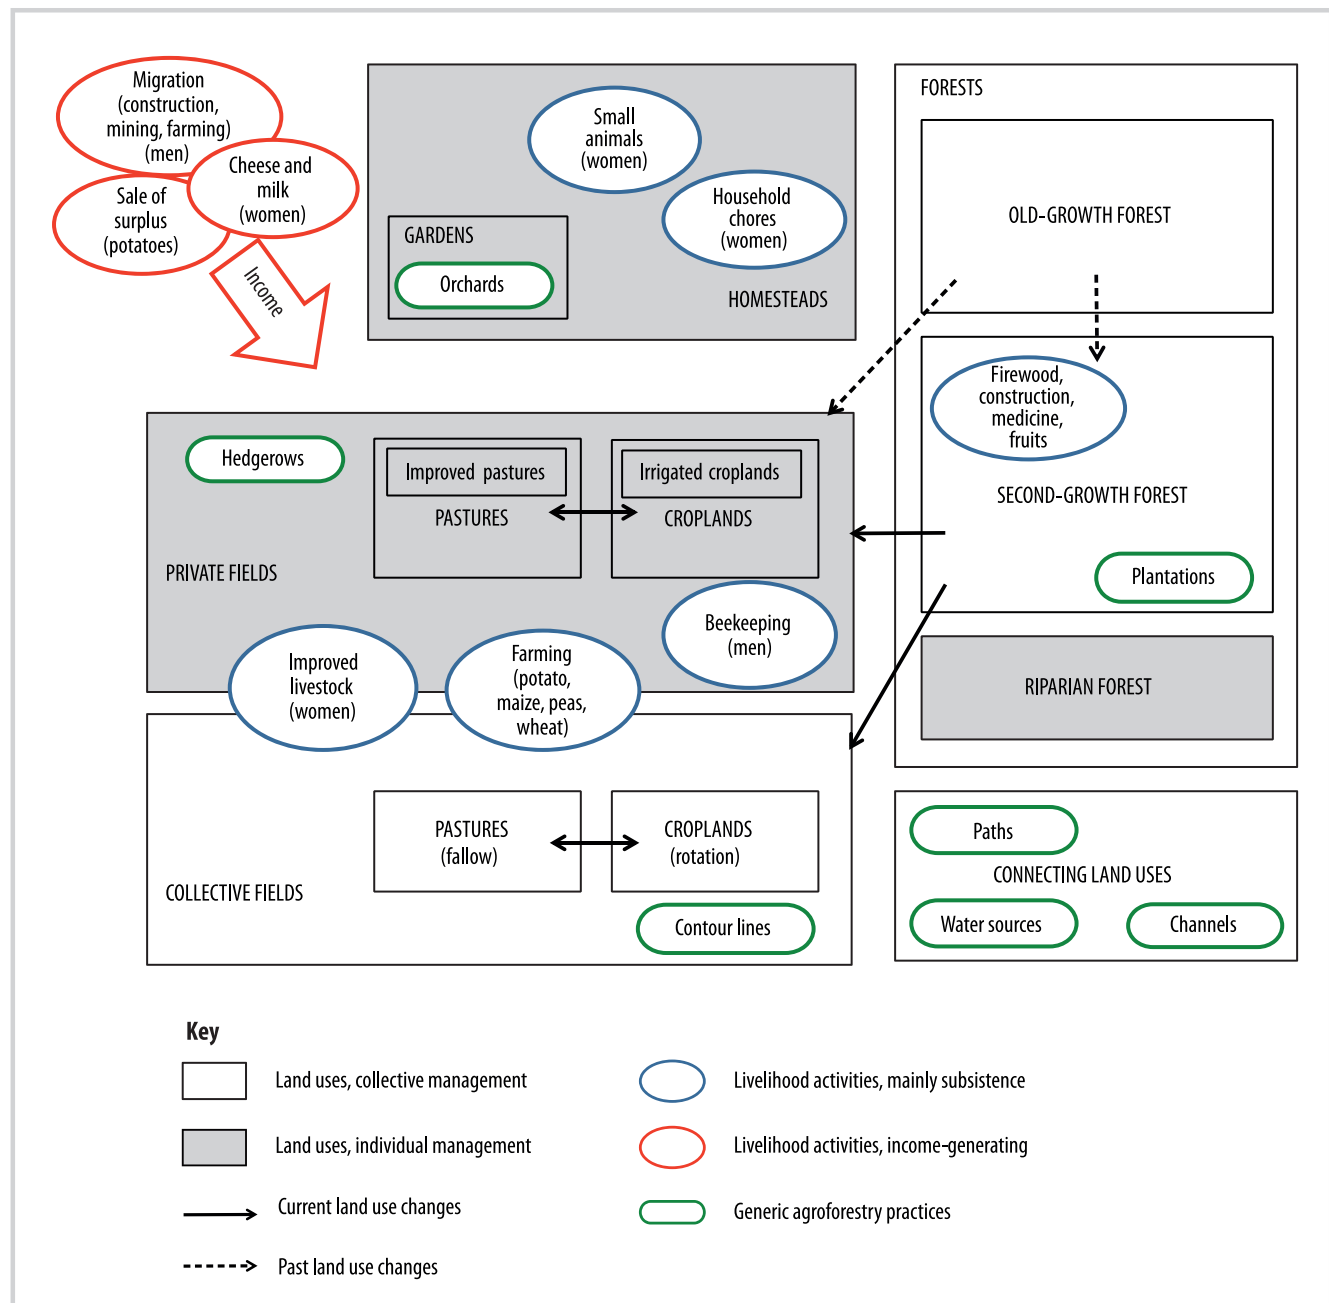 Migration
(construction,
mining, farming)
(men)
Cheese and
milk
(women)
Sale of
surplus
(potatoes)
Income
Small
animals
(women)
Household
chores
(women)
GARDENS
Orchards
HOMESTEADS
FORESTS
OLD-GROWTH FOREST
Firewood,
construction,
medicine,
fruits
SECOND-GROWTH FOREST
Plantations
RIPARIAN FOREST
Hedgerows
Improved pastures
PASTURES
Irrigated croplands
CROPLANDS
PRIVATE FIELDS
Beekeeping
(men)
Improved
livestock
(women)
Farming
(potato,
maize, peas,
wheat)
PASTURES
(fallow)
CROPLANDS
(rotation)
COLLECTIVE FIELDS
Contour lines
Paths
CONNECTING LAND USES
Water sources
Channels
Key
Land uses, collective management
Land uses, individual management
Current land use changes
Past land use changes
Livelihood activities, mainly subsistence
Livelihood activities, income-generating
Generic agroforestry practices